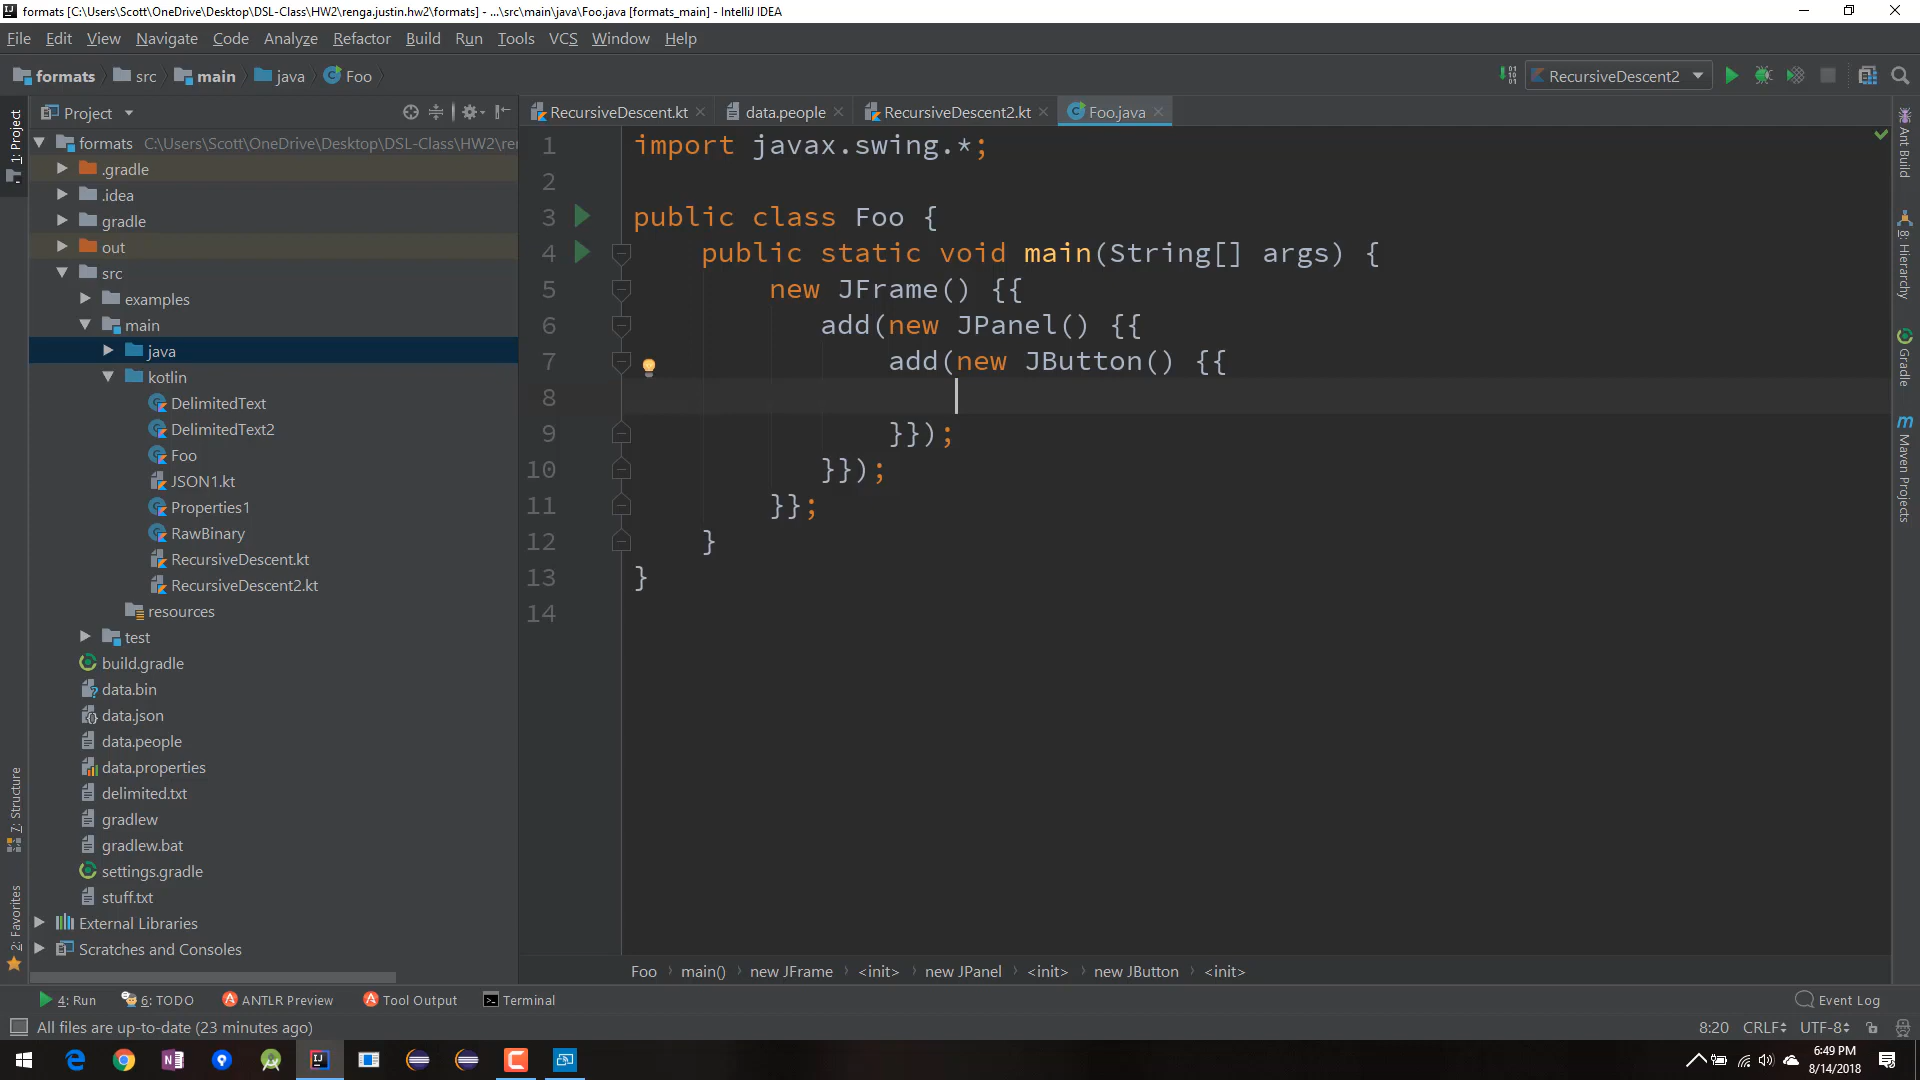 formats [C:\Users\Scott\OneDrive\Desktop\DSL-Class\HW2\renga.justin.hw2\formats] - ...\src\main\java\Foo.java [formats_main] - IntelliJ IDEA
File Edit View Navigate Code Analyze Refactor Build Run Tools VCS Window Help
formats src main java Foo
RecursiveDescent2
Project
RecursiveDescent.kt data.people RecursiveDescent2.kt Foo.java
formats C:\Users\Scott\OneDrive\Desktop\DSL-Class\HW2\ren
.gradle
.idea
gradle
out
src
examples
main
java
kotlin
DelimitedText
DelimitedText2
Foo
JSON1.kt
Properties1
RawBinary
RecursiveDescent.kt
RecursiveDescent2.kt
resources
test
build.gradle
data.bin
data.json
data.people
data.properties
delimited.txt
gradlew
gradlew.bat
settings.gradle
stuff.txt
External Libraries
Scratches and Consoles
1: Project
7: Structure
2: Favorites
1 import javax.swing.*;
2
3 public class Foo {
4 public static void main(String[] args) {
5 new JFrame() {{
6 add(new JPanel() {{
7 add(new JButton() {{
8
9 }});
10 }});
11 }};
12 }
13 }
14
Ant Build
8: Hierarchy
Gradle
Maven Projects
Foo main() new JFrame <init> new JPanel <init> new JButton <init>
4: Run 6: TODO ANTLR Preview Tool Output Terminal Event Log
All files are up-to-date (23 minutes ago) 8:20 CRLF UTF-8
6:49 PM
8/14/2018